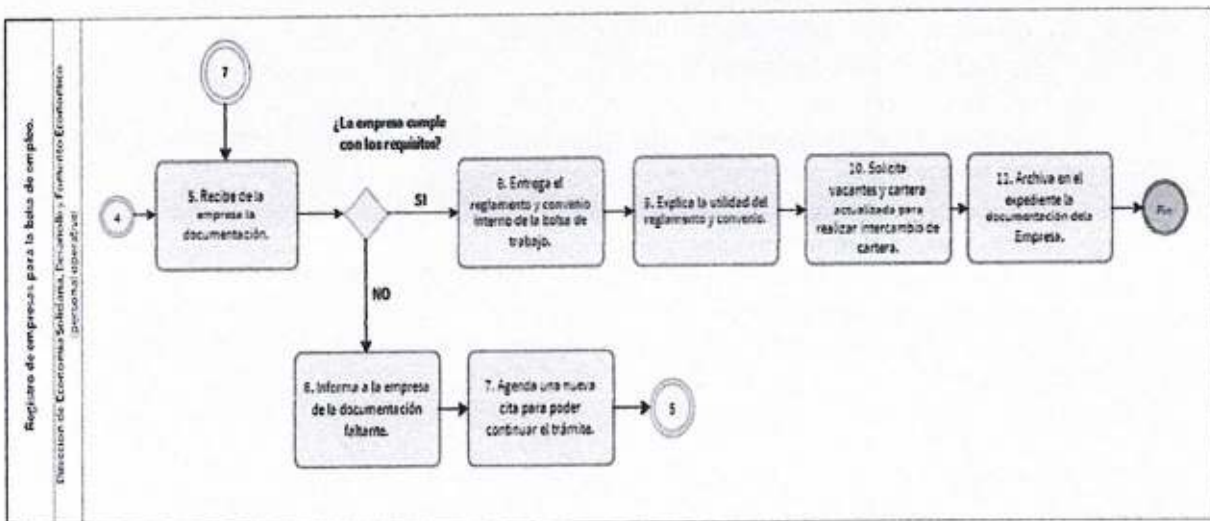 Registro de empresas para la bolsa de empleo.
Dirección de Economía Solidaria, Desarrollo y Fomento Económico
(personal operativo)
7
4
5. Recibe de la
empresa la
documentación.
¿La empresa cumple
con los requisitos?
SI
NO
8. Entrega el
reglamento y convenio
interno de la bolsa de
trabajo.
9. Explica la utilidad del
reglamento y convenio.
10. Solicita
vacantes y cartera
actualizada para
realizar intercambio de
cartera.
11. Archiva en el
expediente la
documentación dela
Empresa.
Fin
6. Informa a la empresa
de la documentación
faltante.
7. Agenda una nueva
cita para poder
continuar el trámite.
5